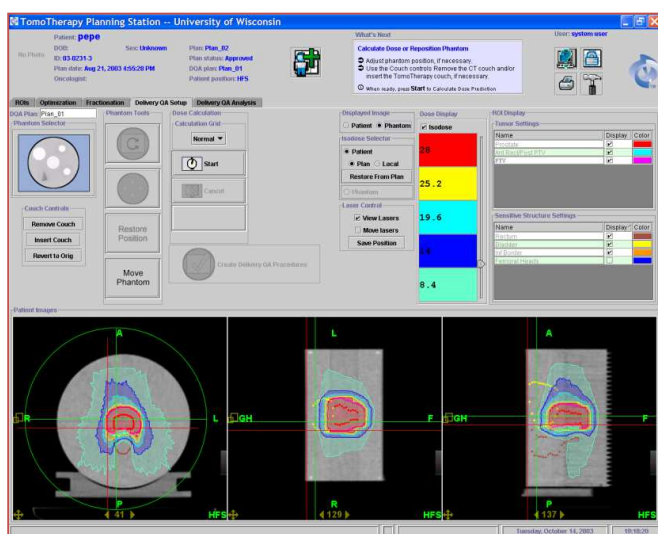 TomoTherapy Planning Station -- University of Wisconsin
Patient: pepe
No Photo
DOB:
Sex: Unknown
ID: 03-0231-3
Plan date: Aug 21, 2003 4:55:28 PM
Oncologist:
Plan: Plan_02
Plan status: Approved
DQA plan: Plan_01
Patient position: HFS
What's Next
Calculate Dose or Reposition Phantom
Adjust phantom position, if necessary.
Use the Couch controls Remove the CT couch and/or
insert the TomoTherapy couch, if necessary.
When ready, press Start to Calculate Dose Prediction
User: system user
ROIs Optimization Fractionation Delivery QA Setup Delivery QA Analysis
DQA Plan: Plan_01
Phantom Selector
Couch Controls
Remove Couch
Insert Couch
Revert to Orig
Phantom Tools
Restore
Position
Move
Phantom
Dose Calculation
Calculation Grid
Normal
Start
Cancel
Create Delivery QA Procedures
Displayed Image
Patient Phantom
Isodose Selector
Patient
Plan Local
Restore From Plan
Phantom
Laser Control
View Lasers
Move lasers
Save Position
Dose Display
Isodose
28
25.2
19.6
8.4
ROI Display
Tumor Settings
Name Display Color
Prostate
PTV
Sensitive Structure Settings
Name Display Color
Rectum
Bladder
Femoral Heads
Patient Images
A
R
L
P
41
HFS
L
GH
F
R
129
HFS
A
GH
F
P
137
HFS
Tuesday, October 14, 2003